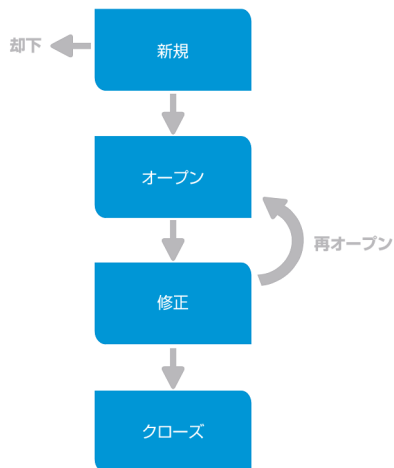 却下
新規
オープン
再オープン
修正
クローズ